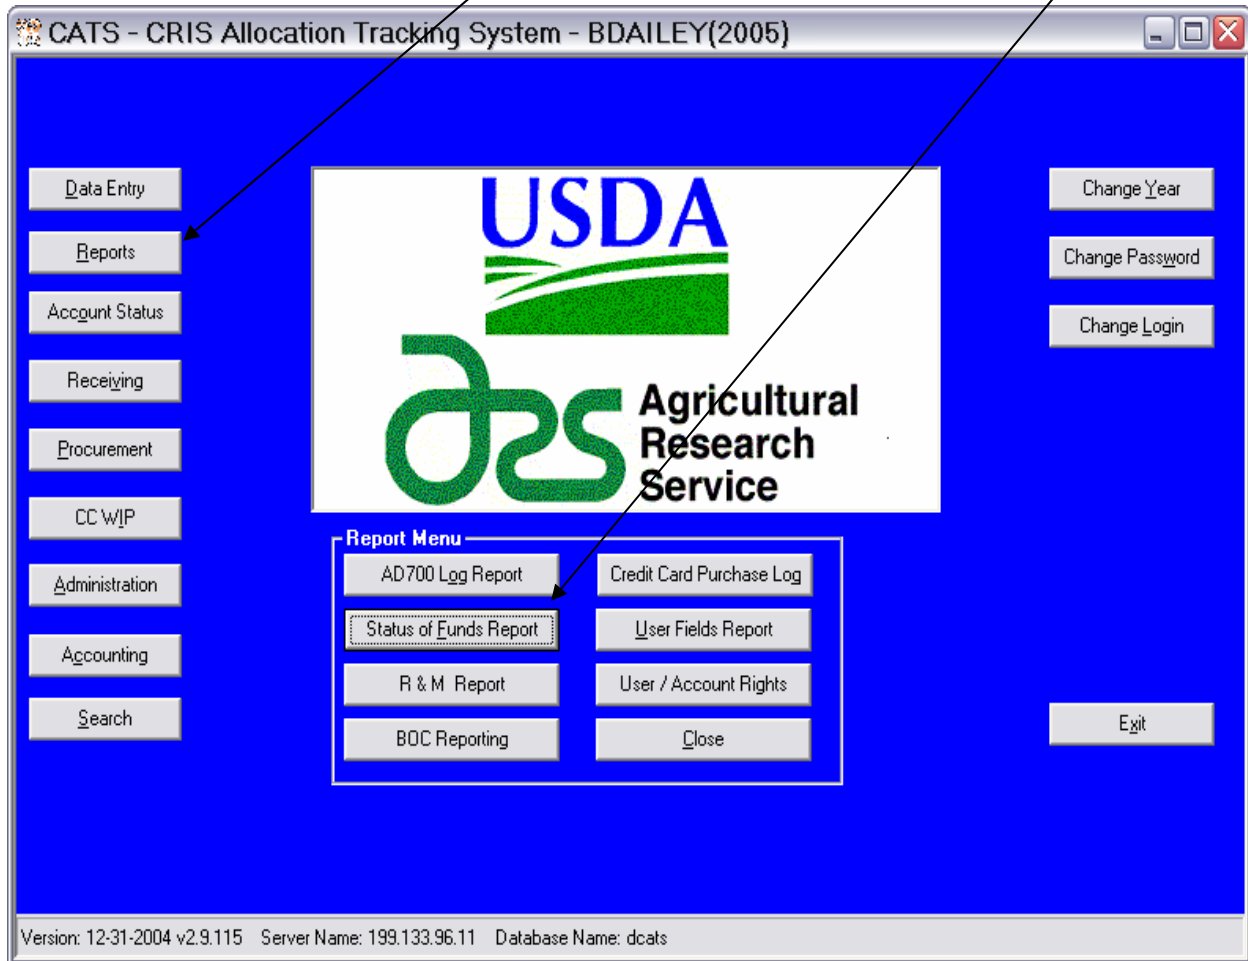 CATS - CRIS Allocation Tracking System - BDAILEY(2005)
Data Entry
Reports
Account Status
Receiving
Procurement
CC WIP
Administration
Accounting
Search
USDA
ars
Agricultural
Research
Service
Change Year
Change Password
Change Login
Exit
Report Menu
AD700 Log Report
Credit Card Purchase Log
Status of Funds Report
User Fields Report
R & M Report
User / Account Rights
BOC Reporting
Close
Version: 12-31-2004 v2.9.115 Server Name: 199.133.96.11 Database Name: dcats